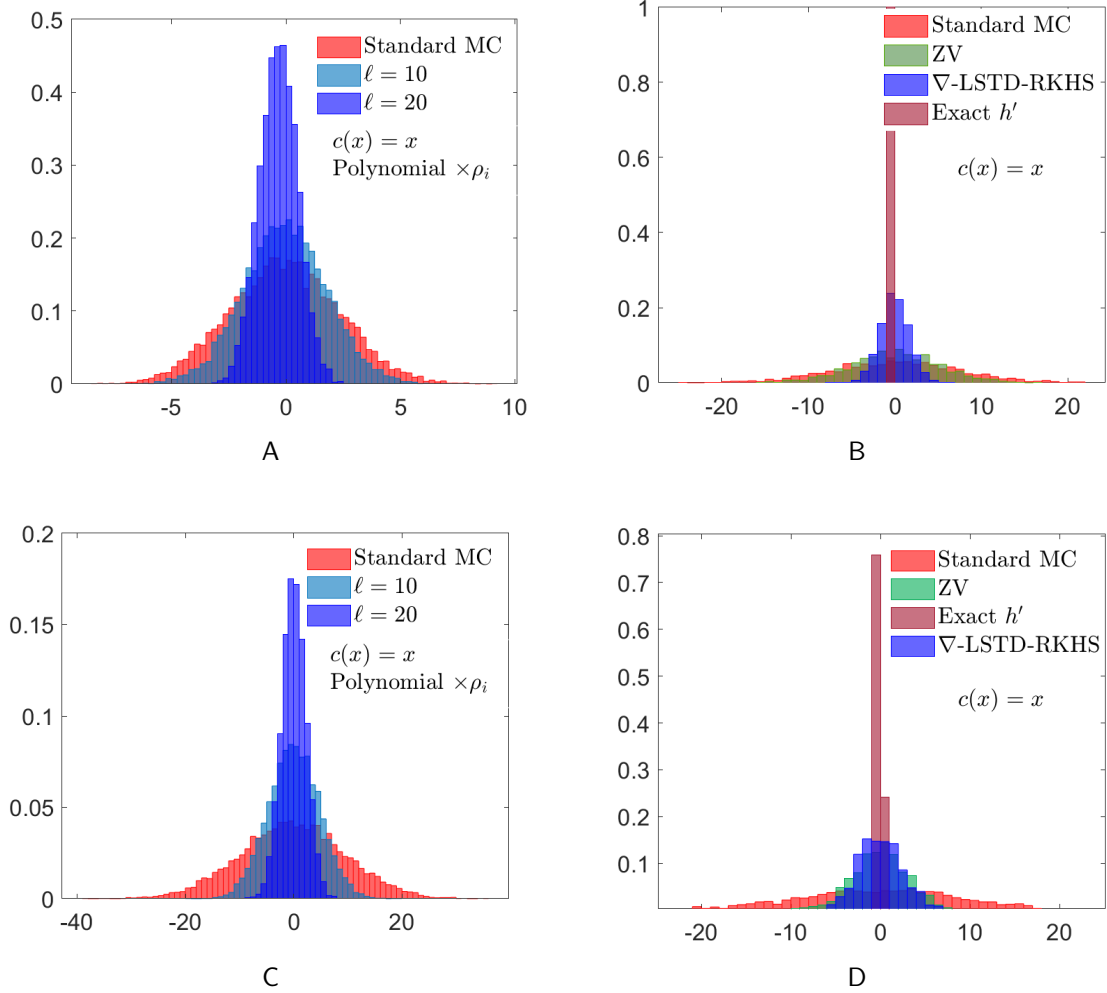 0.5
0.4
0.3
0.2
0.1
0
-5
0
5
10
Standard MC
ℓ = 10
ℓ = 20
c(x) = x
Polynomial ×ρᵢ
A
1
0.8
0.6
0.4
0.2
0
-20
-10
0
10
20
Standard MC
ZV
∇-LSTD-RKHS
Exact h′
c(x) = x
B
0.2
0.15
0.1
0.05
0
-40
-20
0
20
Standard MC
ℓ = 10
ℓ = 20
c(x) = x
Polynomial ×ρᵢ
C
0.8
0.7
0.6
0.5
0.4
0.3
0.2
0.1
-20
-10
0
10
20
Standard MC
ZV
Exact h′
∇-LSTD-RKHS
c(x) = x
D